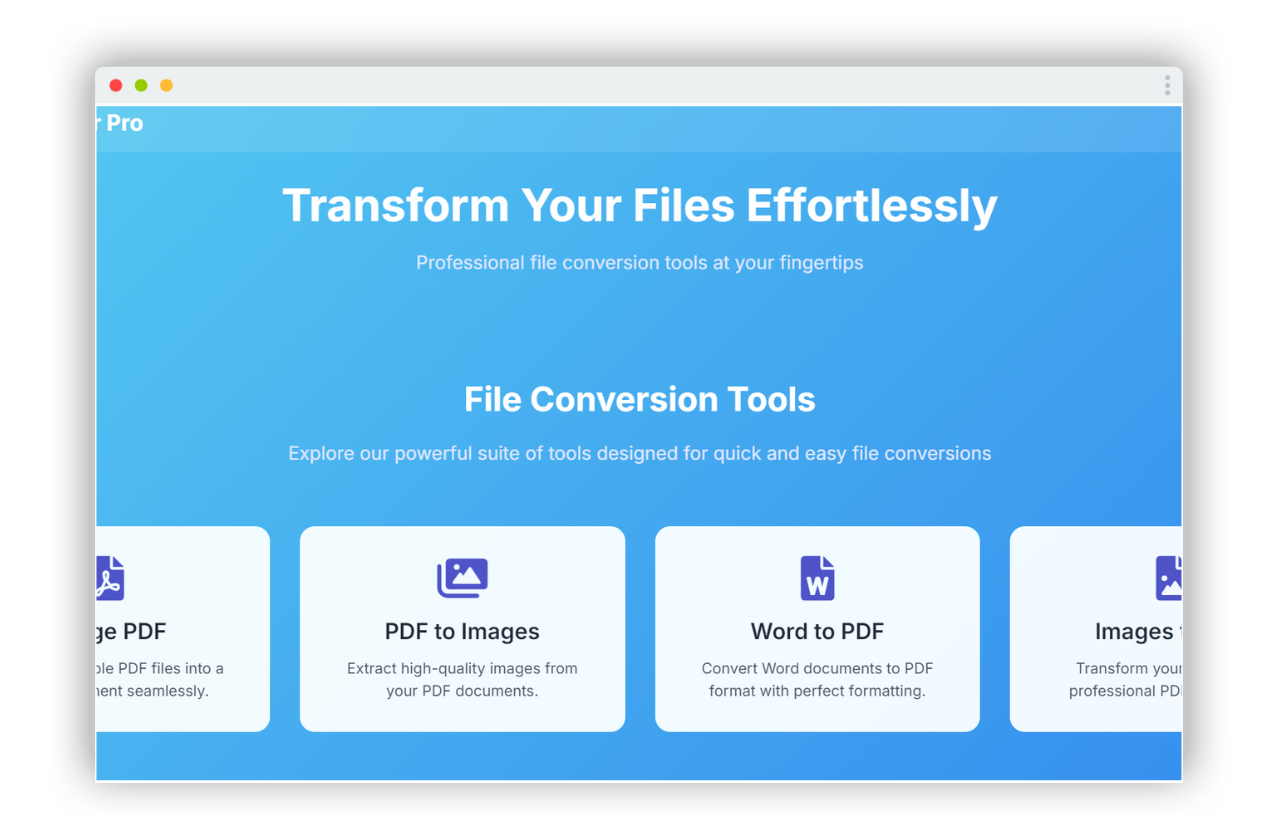 r Pro
Transform Your Files Effortlessly
Professional file conversion tools at your fingertips
File Conversion Tools
Explore our powerful suite of tools designed for quick and easy file conversions
ge PDF
ple PDF files into a
ent seamlessly.
PDF to Images
Extract high-quality images from
your PDF documents.
W
Word to PDF
Convert Word documents to PDF
format with perfect formatting.
Images
Transform your
professional PD